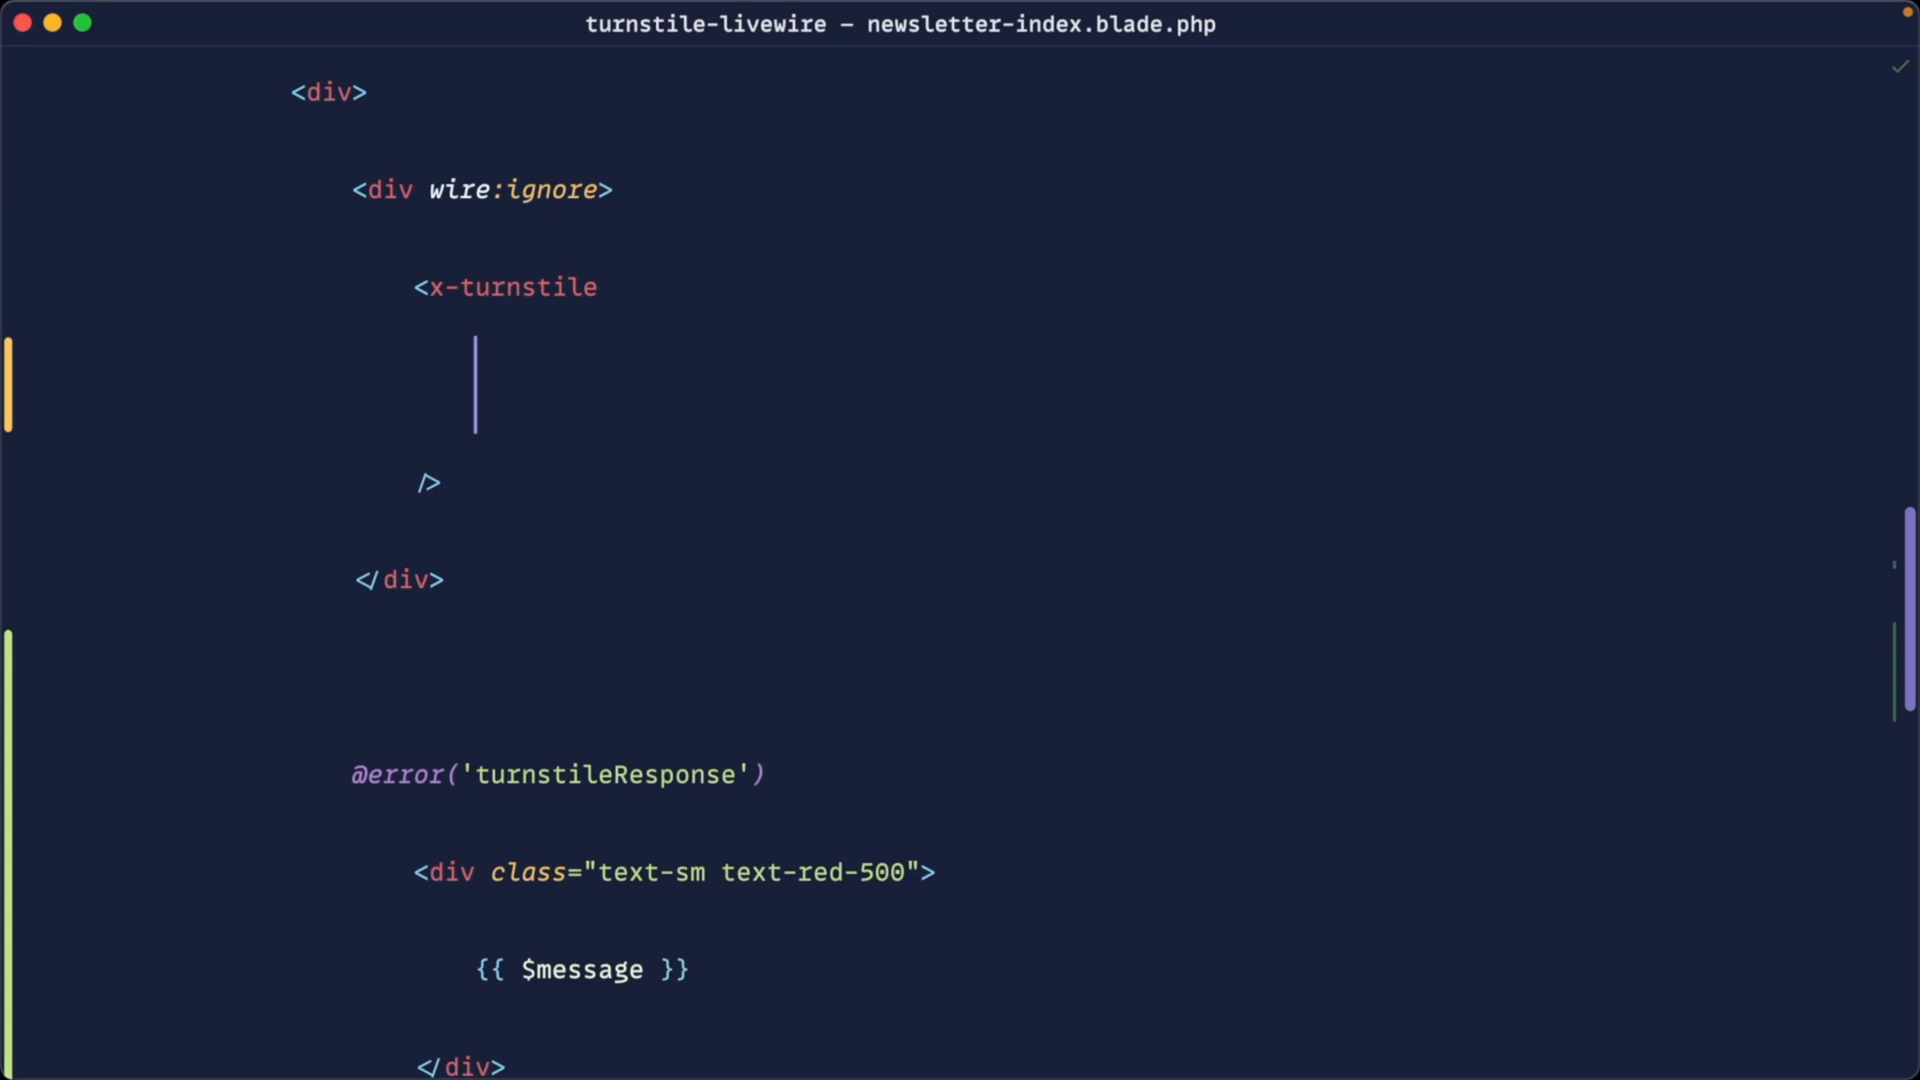 turnstile-livewire – newsletter-index.blade.php
<div>
<div wire:ignore>
<x-turnstile
/>
</div>
@error('turnstileResponse')
<div class="text-sm text-red-500">
{{ $message }}
</div>